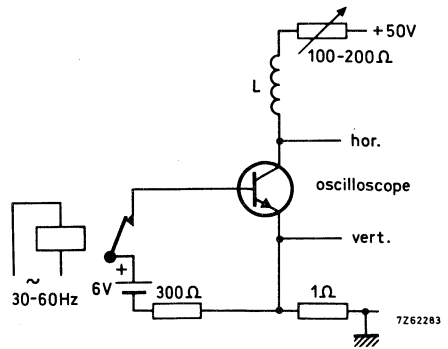 +50V
100-200Ω
L
hor.
oscilloscope
vert.
~
30-60Hz
+
6V
300Ω
1Ω
7Z62283